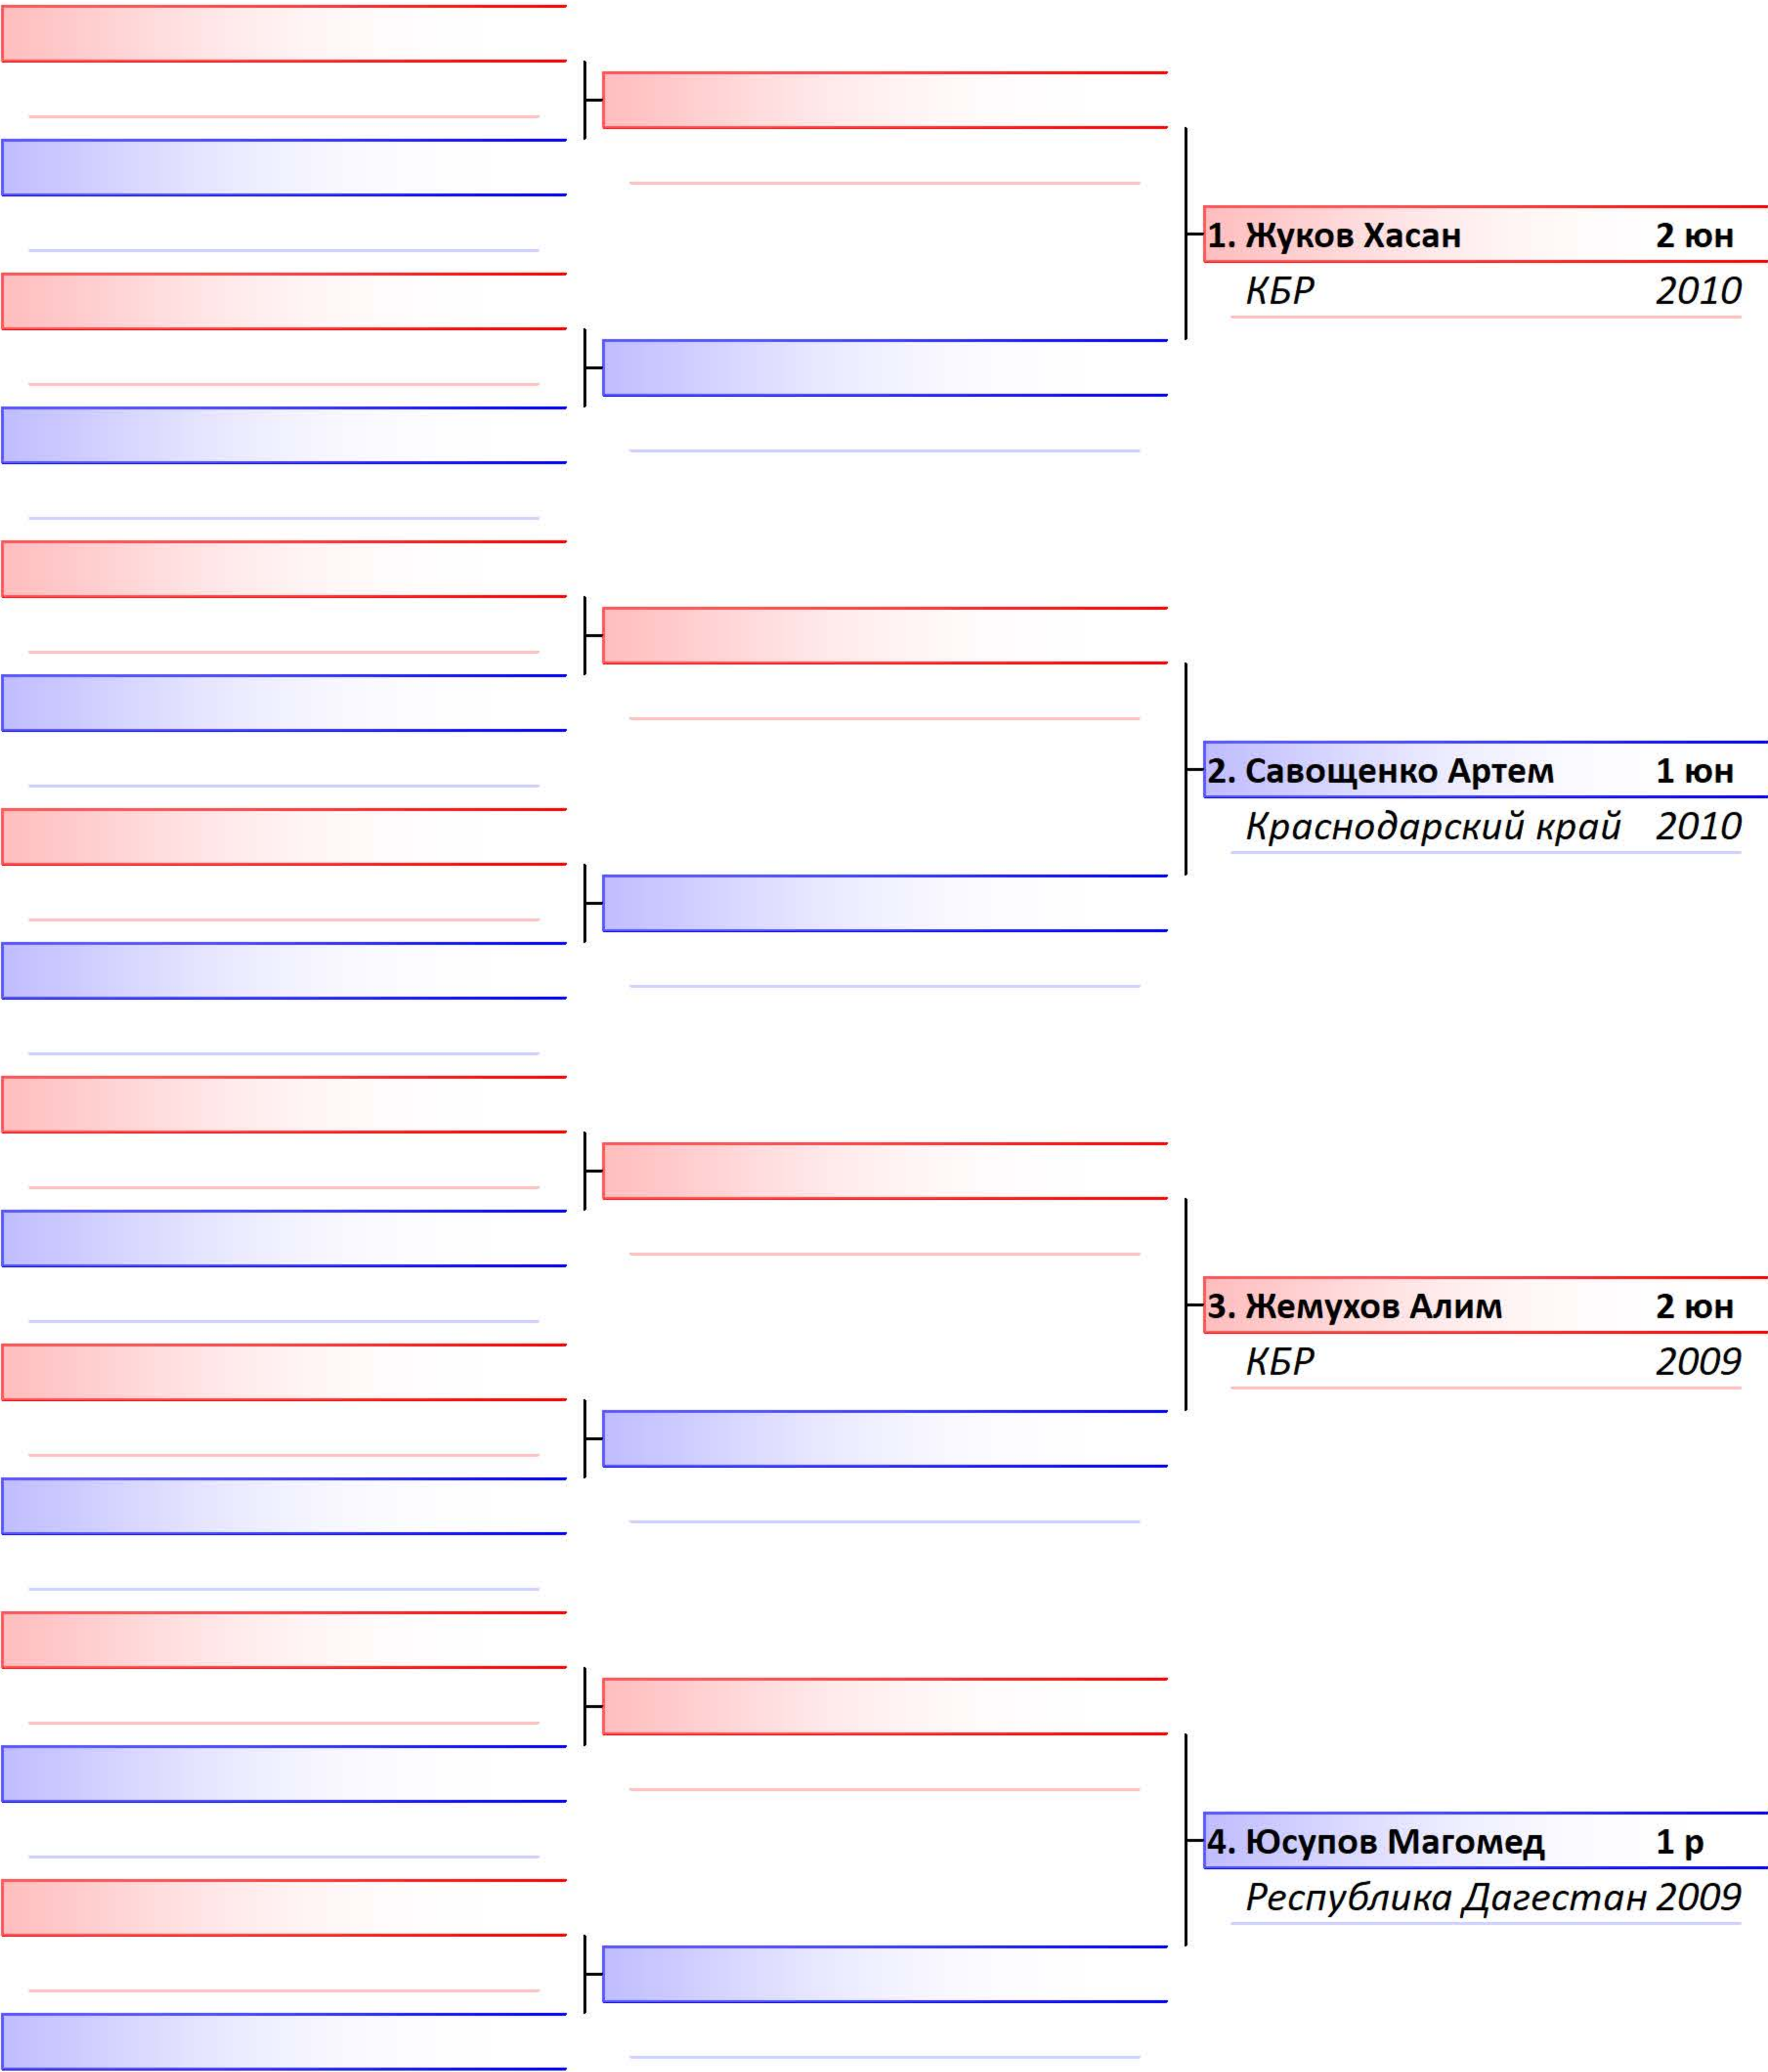 1. Жуков Хасан 2 юн
КБР 2010
2. Савощенко Артем 1 юн
Краснодарский край 2010
3. Жемухов Алим 2 юн
КБР 2009
4. Юсупов Магомед 1 р
Республика Дагестан 2009